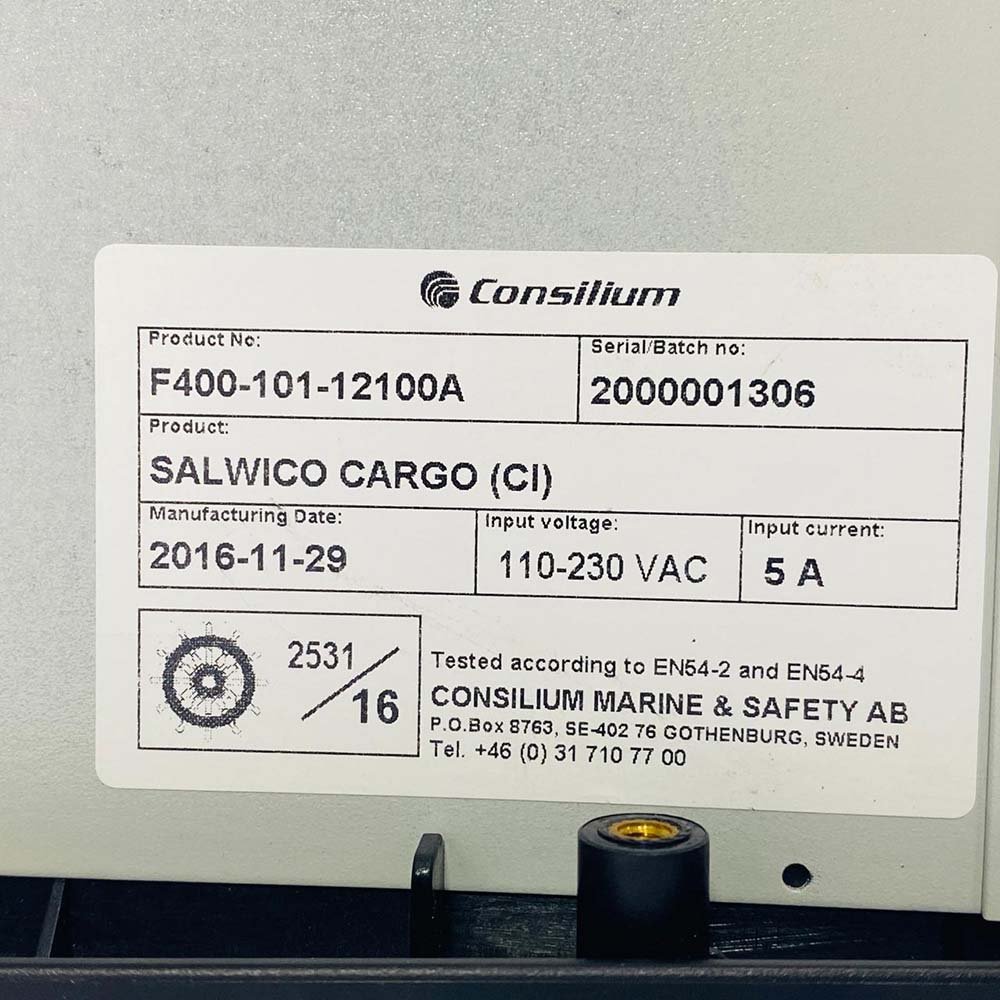 Consilium
Product No:
F400-101-12100A
Serial/Batch no:
2000001306
Product:
SALWICO CARGO (CI)
Manufacturing Date:
2016-11-29
Input voltage:
110-230 VAC
Input current:
5 A
2531/16
Tested according to EN54-2 and EN54-4
CONSILIUM MARINE & SAFETY AB
P.O.Box 8763, SE-402 76 GOTHENBURG, SWEDEN
Tel. +46 (0) 31 710 77 00